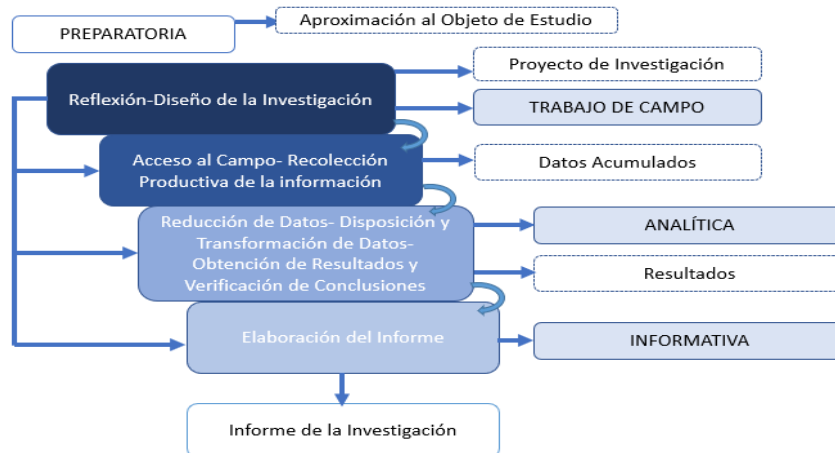 PREPARATORIA
Aproximación al Objeto de Estudio
Reflexión-Diseño de la Investigación
Proyecto de Investigación
TRABAJO DE CAMPO
Acceso al Campo- Recolección
Productiva de la información
Datos Acumulados
Reducción de Datos- Disposición y
Transformación de Datos-
Obtención de Resultados y
Verificación de Conclusiones
ANALÍTICA
Resultados
Elaboración del Informe
INFORMATIVA
Informe de la Investigación